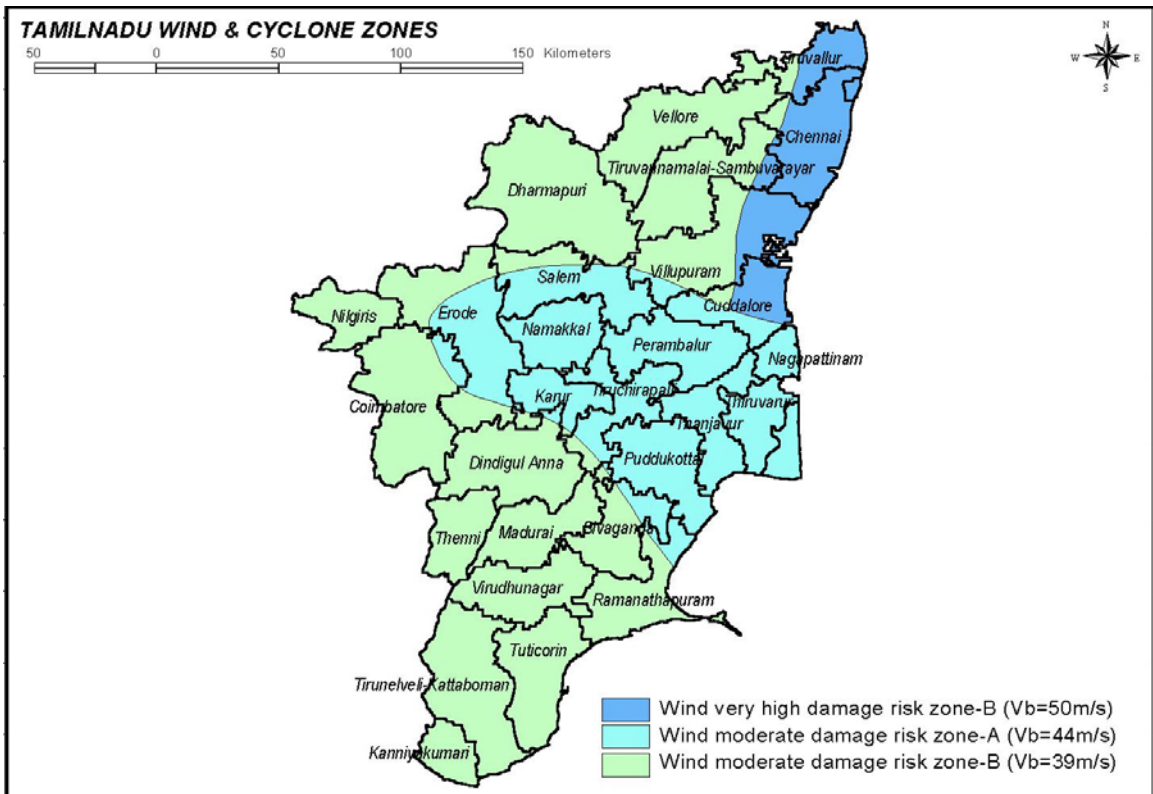 TAMILNADU WIND & CYCLONE ZONES
50 0 50 100 150 Kilometers
N
W E
S
Tiruvallur
Vellore
Chennai
Tiruvannamalai-Sambuvarayar
Dharmapuri
Salem
Villupuram
Cuddalore
Nilgiris
Erode
Namakkal
Perambalur
Nagapattinam
Coimbatore
Karur
Tiruchirapalli
Thiruvarur
Thanjavur
Dindigul Anna
Puddukottai
Thenni
Madurai
Sivaganga
Virudhunagar
Ramanathapuram
Tuticorin
Tirunelveli-Kattaboman
Kanniyakumari
Wind very high damage risk zone-B (Vb=50m/s)
Wind moderate damage risk zone-A (Vb=44m/s)
Wind moderate damage risk zone-B (Vb=39m/s)